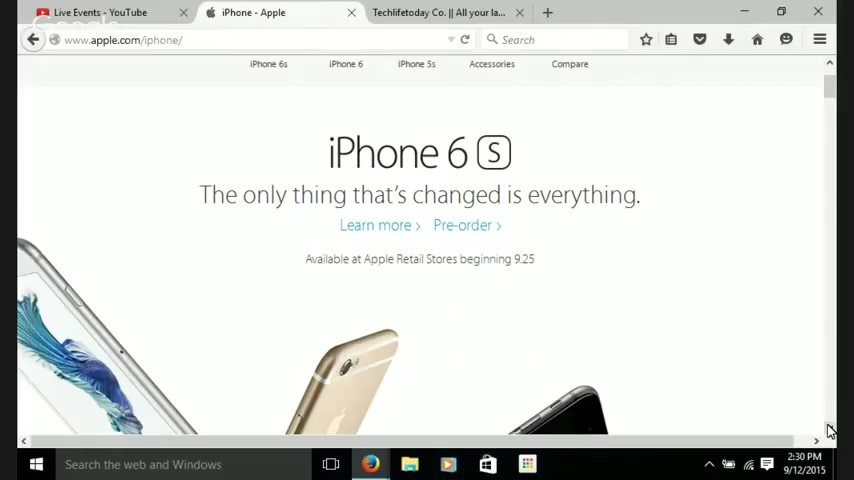 Live Events - YouTube
iPhone - Apple
Techlifetoday Co. || All your la...
Google
www.apple.com/iphone/
Search
iPhone 6s
iPhone 6
iPhone 5s
Accessories
Compare
iPhone 6 S
The only thing that's changed is everything.
Learn more > Pre-order >
Available at Apple Retail Stores beginning 9.25
Search the web and Windows
2:30 PM
9/12/2015